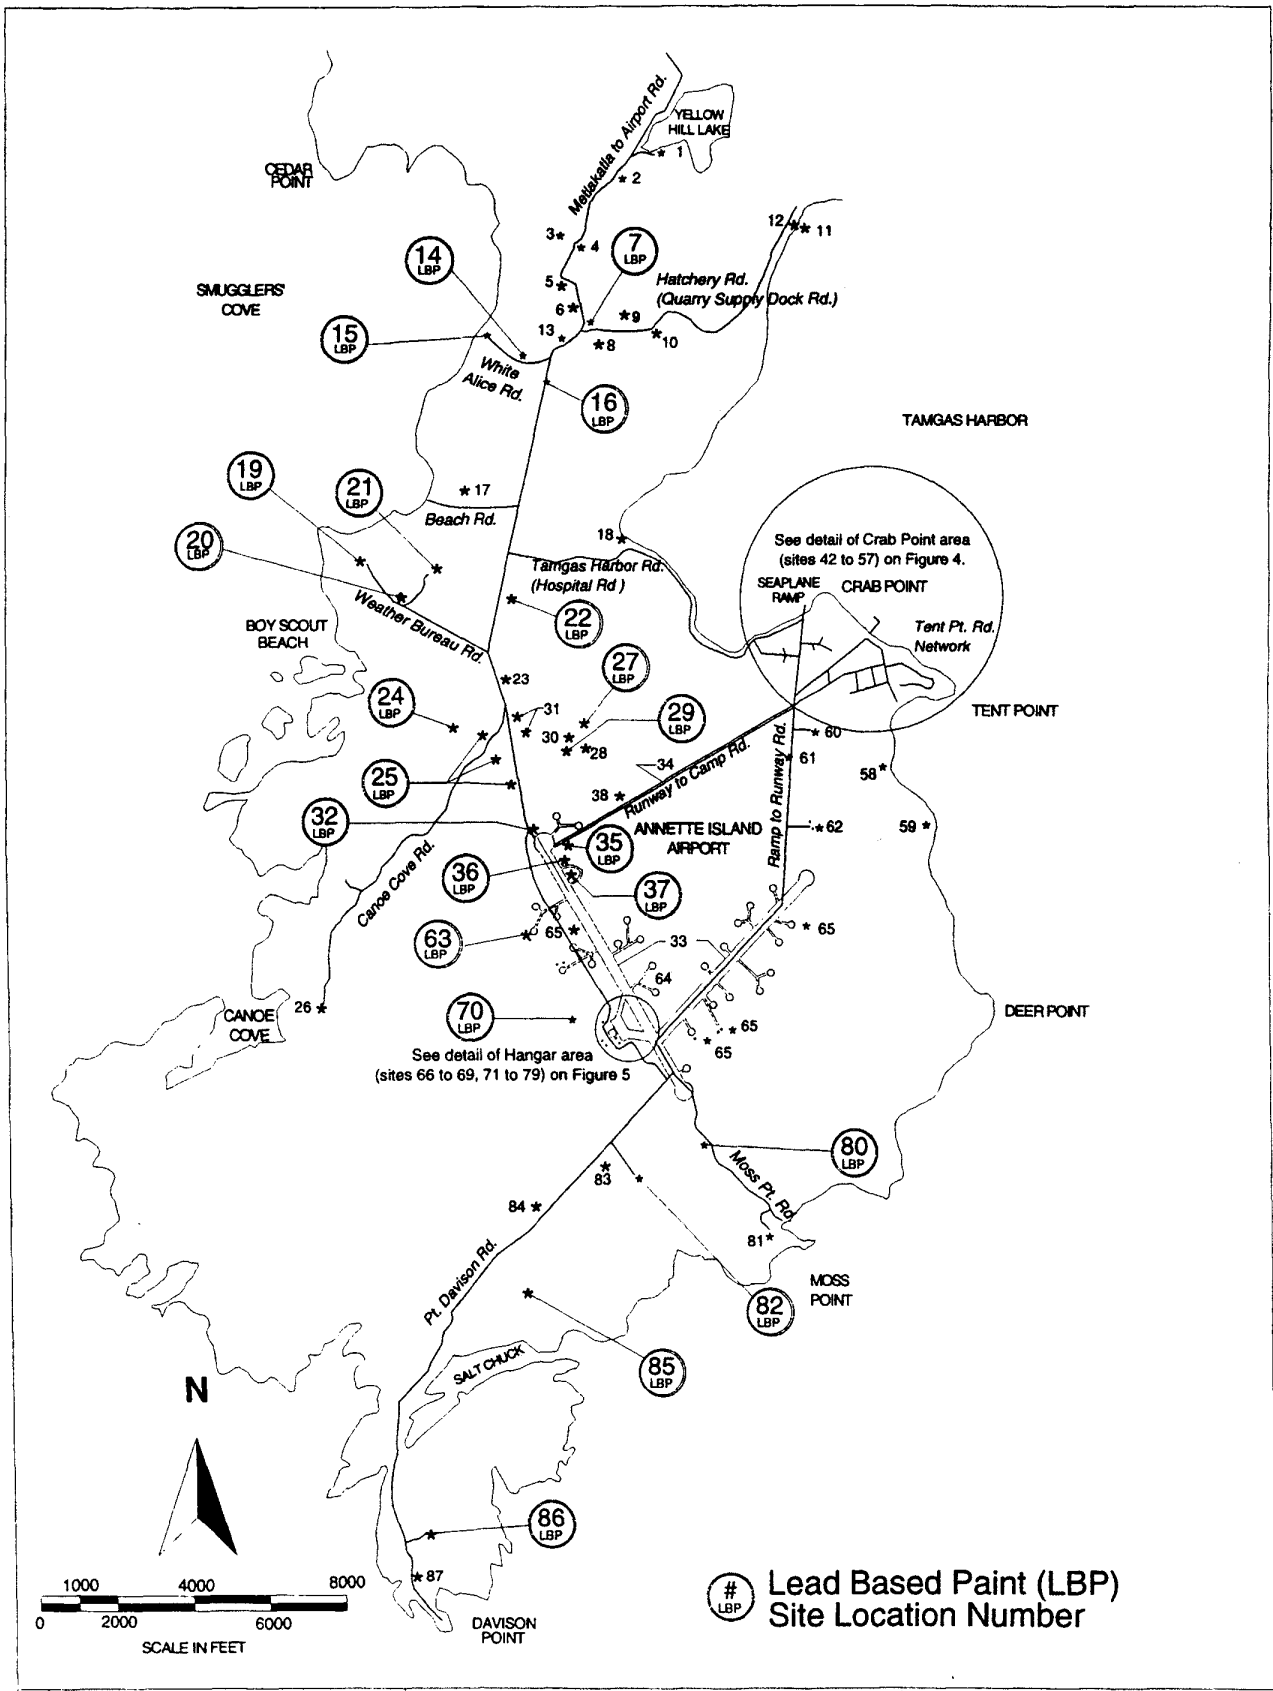 YELLOW
HILL LAKE
1
Metlakatla to Airport Rd.
2
CEDAR
POINT
12
11
3
4
7
LBP
14
LBP
Hatchery Rd.
(Quarry Supply Dock Rd.)
5
SMUGGLERS'
COVE
6
9
15
LBP
13
8
10
White
Alice Rd.
16
LBP
TAMGAS HARBOR
19
LBP
21
LBP
17
Beach Rd.
20
LBP
18
See detail of Crab Point area
(sites 42 to 57) on Figure 4.
Tamgas Harbor Rd.
(Hospital Rd )
SEAPLANE
RAMP
CRAB POINT
Weather Bureau Rd.
22
LBP
BOY SCOUT
BEACH
Tent Pt. Rd.
Network
27
LBP
23
24
LBP
31
29
LBP
TENT POINT
30
28
60
61
34
58
25
LBP
38
Runway to Camp Rd.
Ramp to Runway Rd.
32
LBP
ANNETTE ISLAND
AIRPORT
62
59
35
LBP
36
LBP
37
LBP
Canoe Cove Rd.
63
LBP
65
33
65
64
26
CANOE
COVE
70
LBP
DEER POINT
65
65
See detail of Hangar area
(sites 66 to 69, 71 to 79) on Figure 5
80
LBP
83
Moss Pt. Rd.
84
81
Pt. Davison Rd.
MOSS
POINT
82
LBP
SALT CHUCK
85
LBP
N
86
LBP
87
1000 4000 8000
0 2000 6000
SCALE IN FEET
DAVISON
POINT
#
LBP
Lead Based Paint (LBP)
Site Location Number